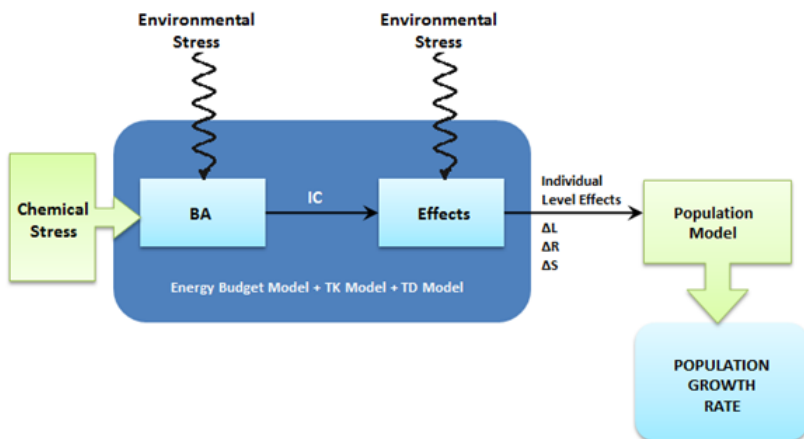 Environmental
Stress
Environmental
Stress
Chemical
Stress
BA
IC
Effects
Individual
Level Effects
ΔL
ΔR
ΔS
Population
Model
Energy Budget Model + TK Model + TD Model
POPULATION
GROWTH
RATE